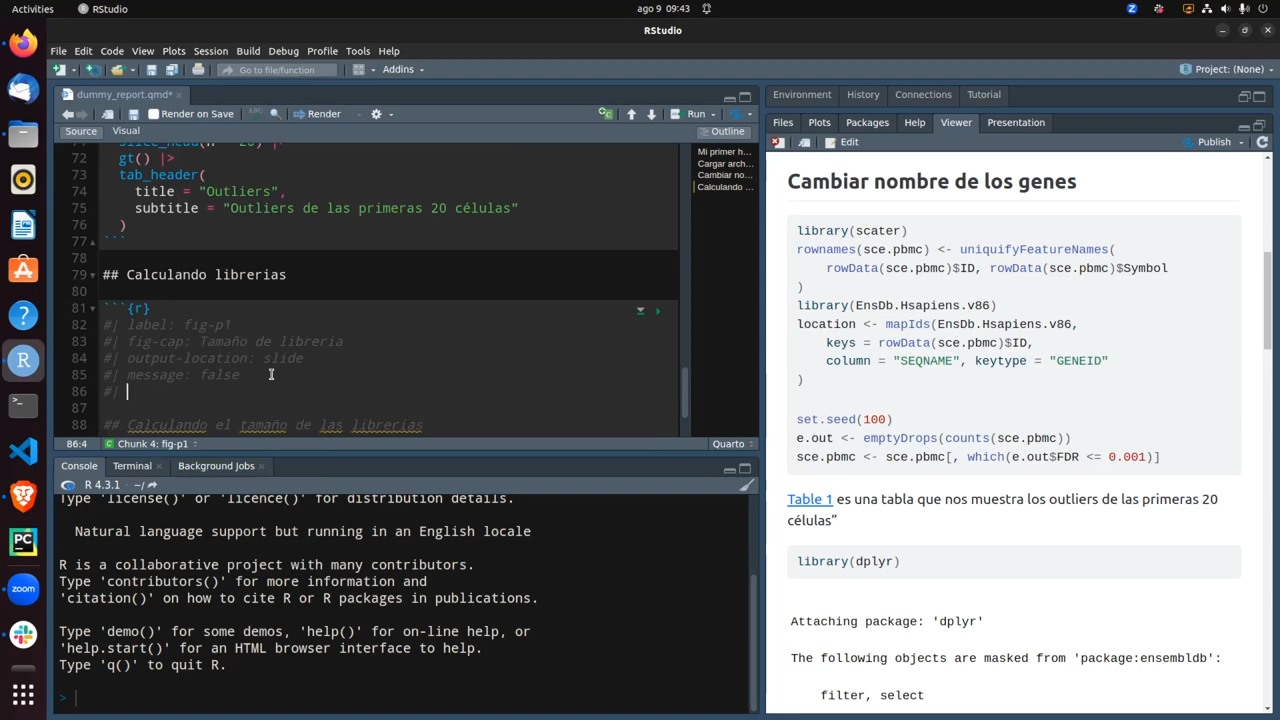 Activities
RStudio
ago 9 09:43
Z
RStudio
File Edit Code View Plots Session Build Debug Profile Tools Help
Go to file/function
Addins
Project: (None)
dummy_report.qmd*
Render on Save
ABC
Render
Run
Source Visual
Outline
72 gt() |>
73 tab_header(
74 title = "Outliers",
75 subtitle = "Outliers de las primeras 20 células"
76 )
77 ```
78
79 ## Calculando librerias
80
81 ```{r}
82 #| label: fig-p1
83 #| fig-cap: Tamaño de libreria
84 #| output-location: slide
85 #| message: false
86 #|
87
88 ## Calculando el tamaño de las librerias
Mi primer h...
Cargar arch...
Cambiar no...
Calculando ...
86:4 Chunk 4: fig-p1 Quarto
Console Terminal Background Jobs
R 4.3.1 · ~/
Type 'license()' or 'licence()' for distribution details.
Natural language support but running in an English locale
R is a collaborative project with many contributors.
Type 'contributors()' for more information and
'citation()' on how to cite R or R packages in publications.
Type 'demo()' for some demos, 'help()' for on-line help, or
'help.start()' for an HTML browser interface to help.
Type 'q()' to quit R.
>
Environment History Connections Tutorial
Files Plots Packages Help Viewer Presentation
Edit
Publish
Cambiar nombre de los genes
library(scater)
rownames(sce.pbmc) <- uniquifyFeatureNames(
rowData(sce.pbmc)$ID, rowData(sce.pbmc)$Symbol
)
library(EnsDb.Hsapiens.v86)
location <- mapIds(EnsDb.Hsapiens.v86,
keys = rowData(sce.pbmc)$ID,
column = "SEQNAME", keytype = "GENEID"
)
set.seed(100)
e.out <- emptyDrops(counts(sce.pbmc))
sce.pbmc <- sce.pbmc[, which(e.out$FDR <= 0.001)]
Table 1 es una tabla que nos muestra los outliers de las primeras 20
células”
library(dplyr)
Attaching package: 'dplyr'
The following objects are masked from 'package:ensembldb':
filter, select
R
PC
zoom